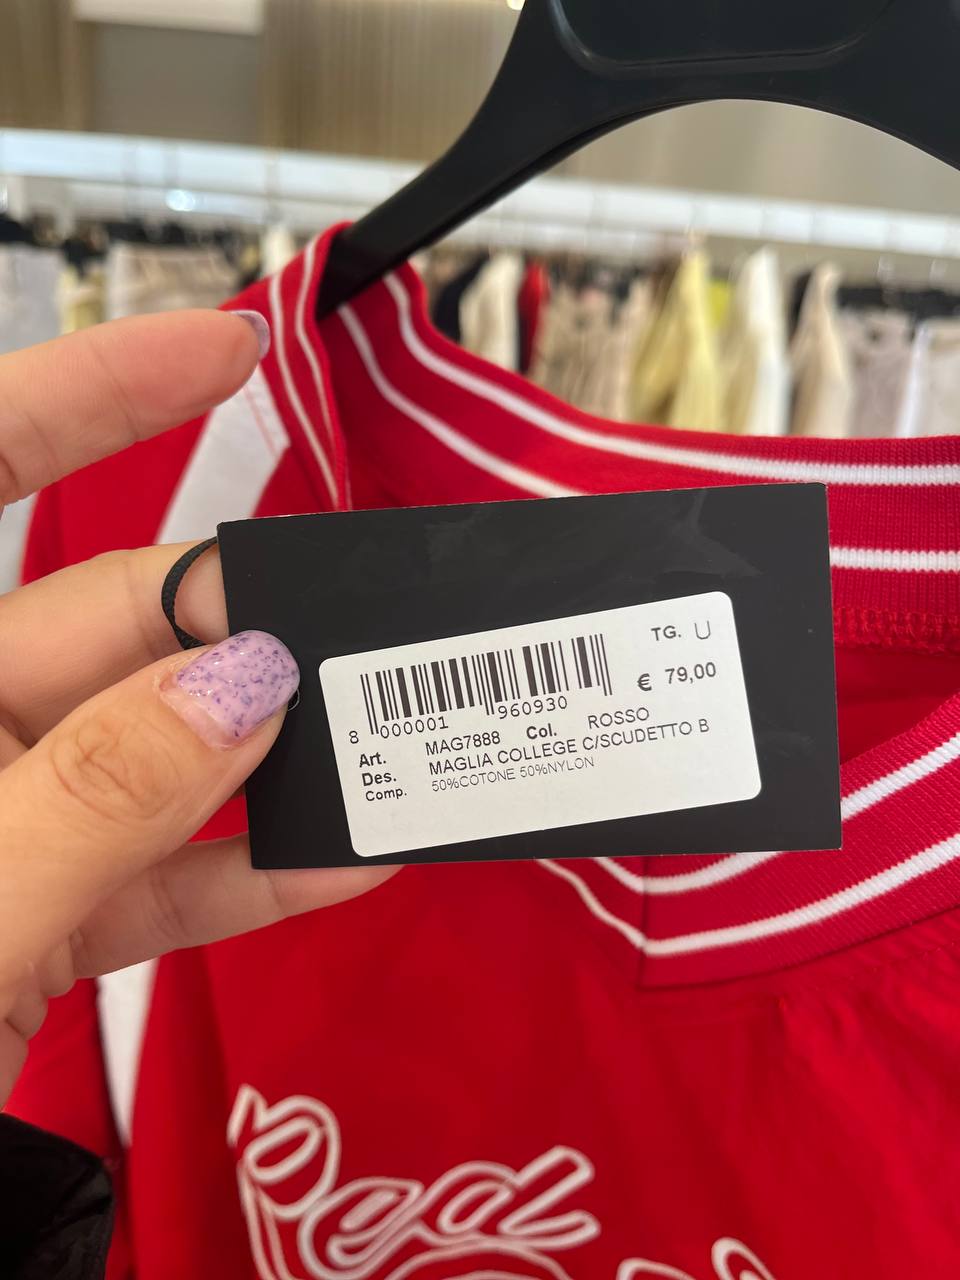 TG. U
€ 79,00
8 000001 960930
Art. MAG7888 Col. ROSSO
Des. MAGLIA COLLEGE C/SCUDETTO B
Comp. 50%COTONE 50%NYLON